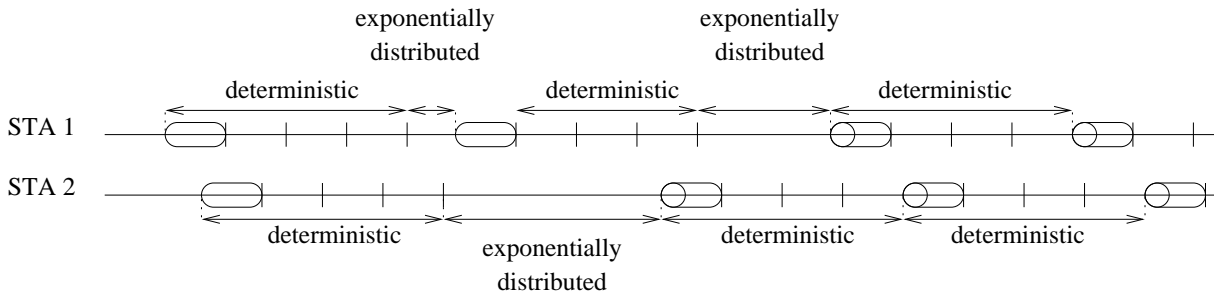 exponentially
distributed
exponentially
distributed
deterministic
deterministic
deterministic
STA 1
STA 2
deterministic
exponentially
distributed
deterministic
deterministic